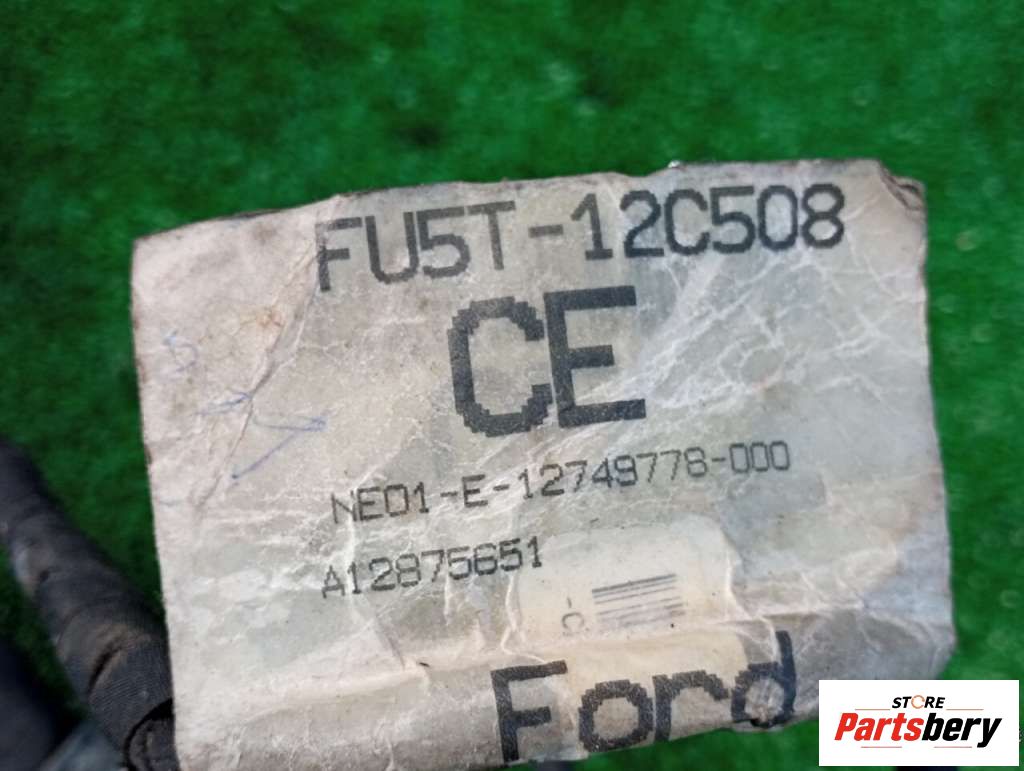 FU5T-12C508
CE
NE01-E-12749778-000
A12875651
Ford
STORE
Partsbery